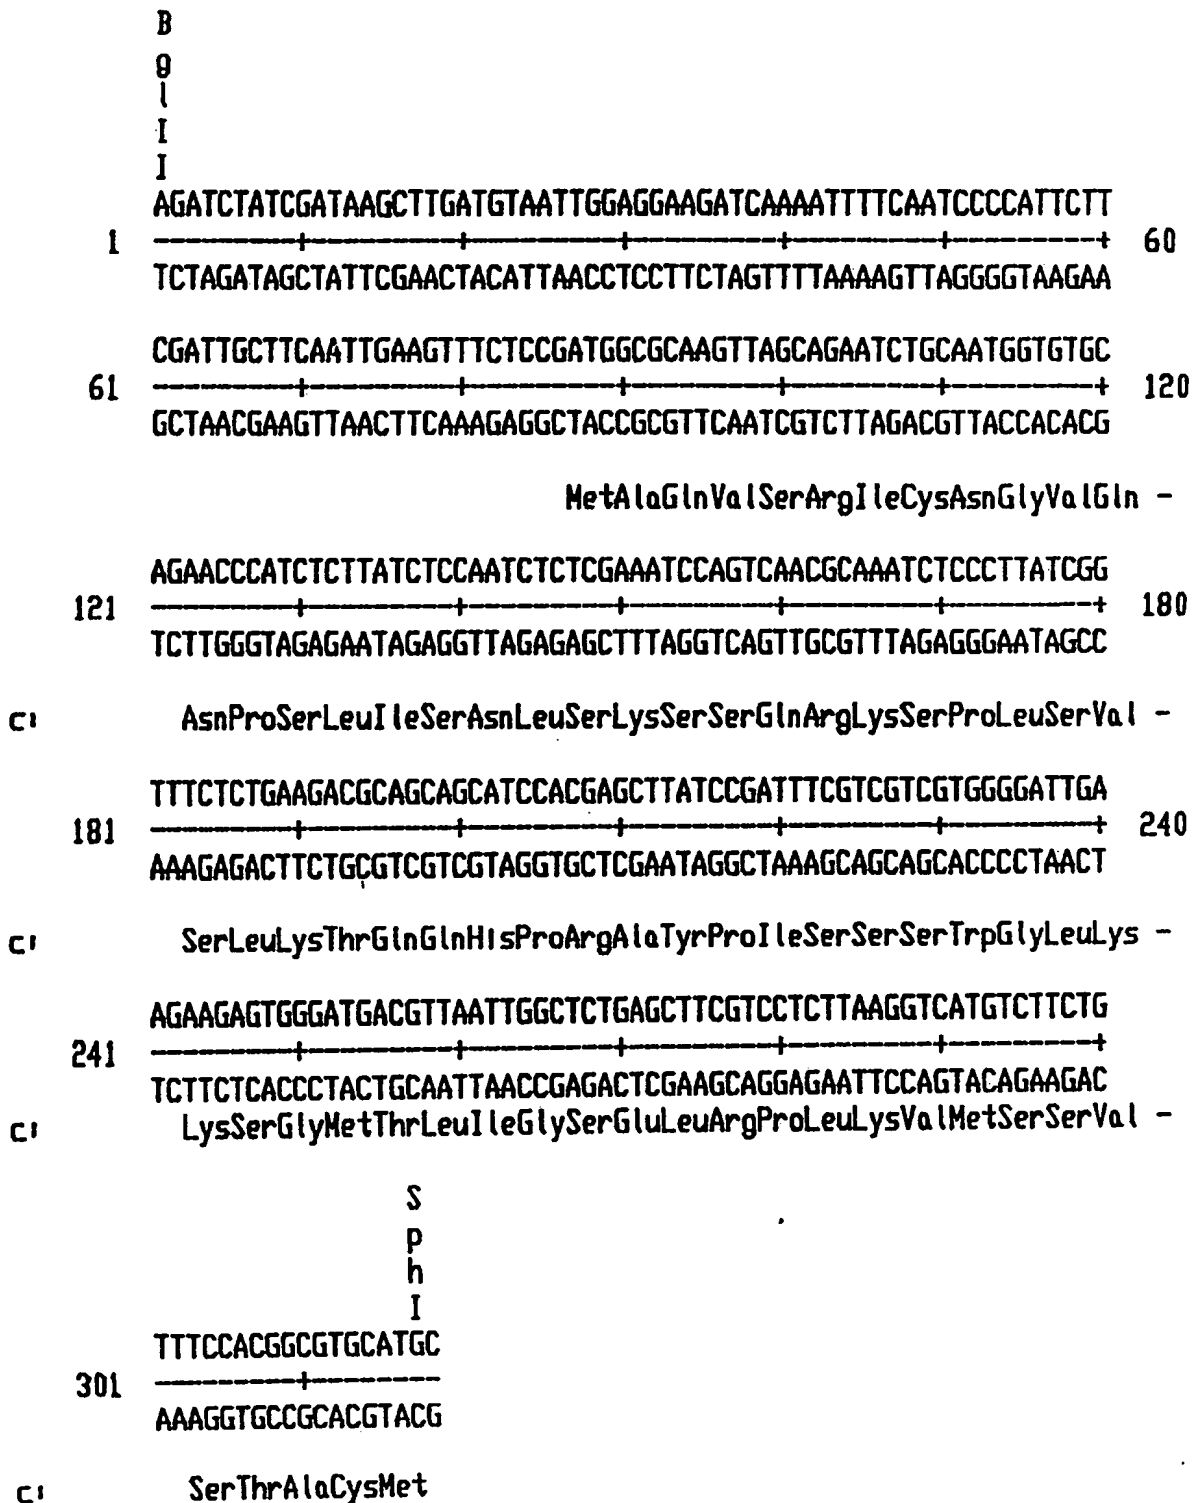 B
g
l
I
I
AGATCTATCGATAAGCTTGATGTAATTGGAGGAAGATCAAAATTTTCAATCCCCATTCTT
1 ---------+---------+---------+---------+---------+---------+ 60
TCTAGATAGCTATTCGAACTACATTAACCTCCTTCTAGTTTTAAAAGTTAGGGGTAAGAA
CGATTGCTTCAATTGAAGTTTCTCCGATGGCGCAAGTTAGCAGAATCTGCAATGGTGTGC
61 ---------+---------+---------+---------+---------+---------+ 120
GCTAACGAAGTTAACTTCAAAGAGGCTACCGCGTTCAATCGTCTTAGACGTTACCACACG
MetAlaGlnValSerArgIleCysAsnGlyValGln -
AGAACCCATCTCTTATCTCCAATCTCTCGAAATCCAGTCAACGCAAATCTCCCTTATCGG
121 ---------+---------+---------+---------+---------+---------+ 180
TCTTGGGTAGAGAATAGAGGTTAGAGAGCTTTAGGTCAGTTGCGTTTAGAGGGAATAGCC
c: AsnProSerLeuIleSerAsnLeuSerLysSerSerGlnArgLysSerProLeuSerVal -
TTTCTCTGAAGACGCAGCAGCATCCACGAGCTTATCCGATTTCGTCGTCGTGGGGATTGA
181 ---------+---------+---------+---------+---------+---------+ 240
AAAGAGACTTCTGCGTCGTCGTAGGTGCTCGAATAGGCTAAAGCAGCAGCACCCCTAACT
c: SerLeuLysThrGlnGlnHisProArgAlaTyrProIleSerSerSerTrpGlyLeuLys -
AGAAGAGTGGGATGACGTTAATTGGCTCTGAGCTTCGTCCTCTTAAGGTCATGTCTTCTG
241 ---------+---------+---------+---------+---------+---------+
TCTTCTCACCCTACTGCAATTAACCGAGACTCGAAGCAGGAGAATTCCAGTACAGAAGAC
c: LysSerGlyMetThrLeuIleGlySerGluLeuArgProLeuLysValMetSerSerVal -
S
p
h
I
TTTCCACGGCGTGCATGC
301 ---------+--------
AAAGGTGCCGCACGTACG
c: SerThrAlaCysMet